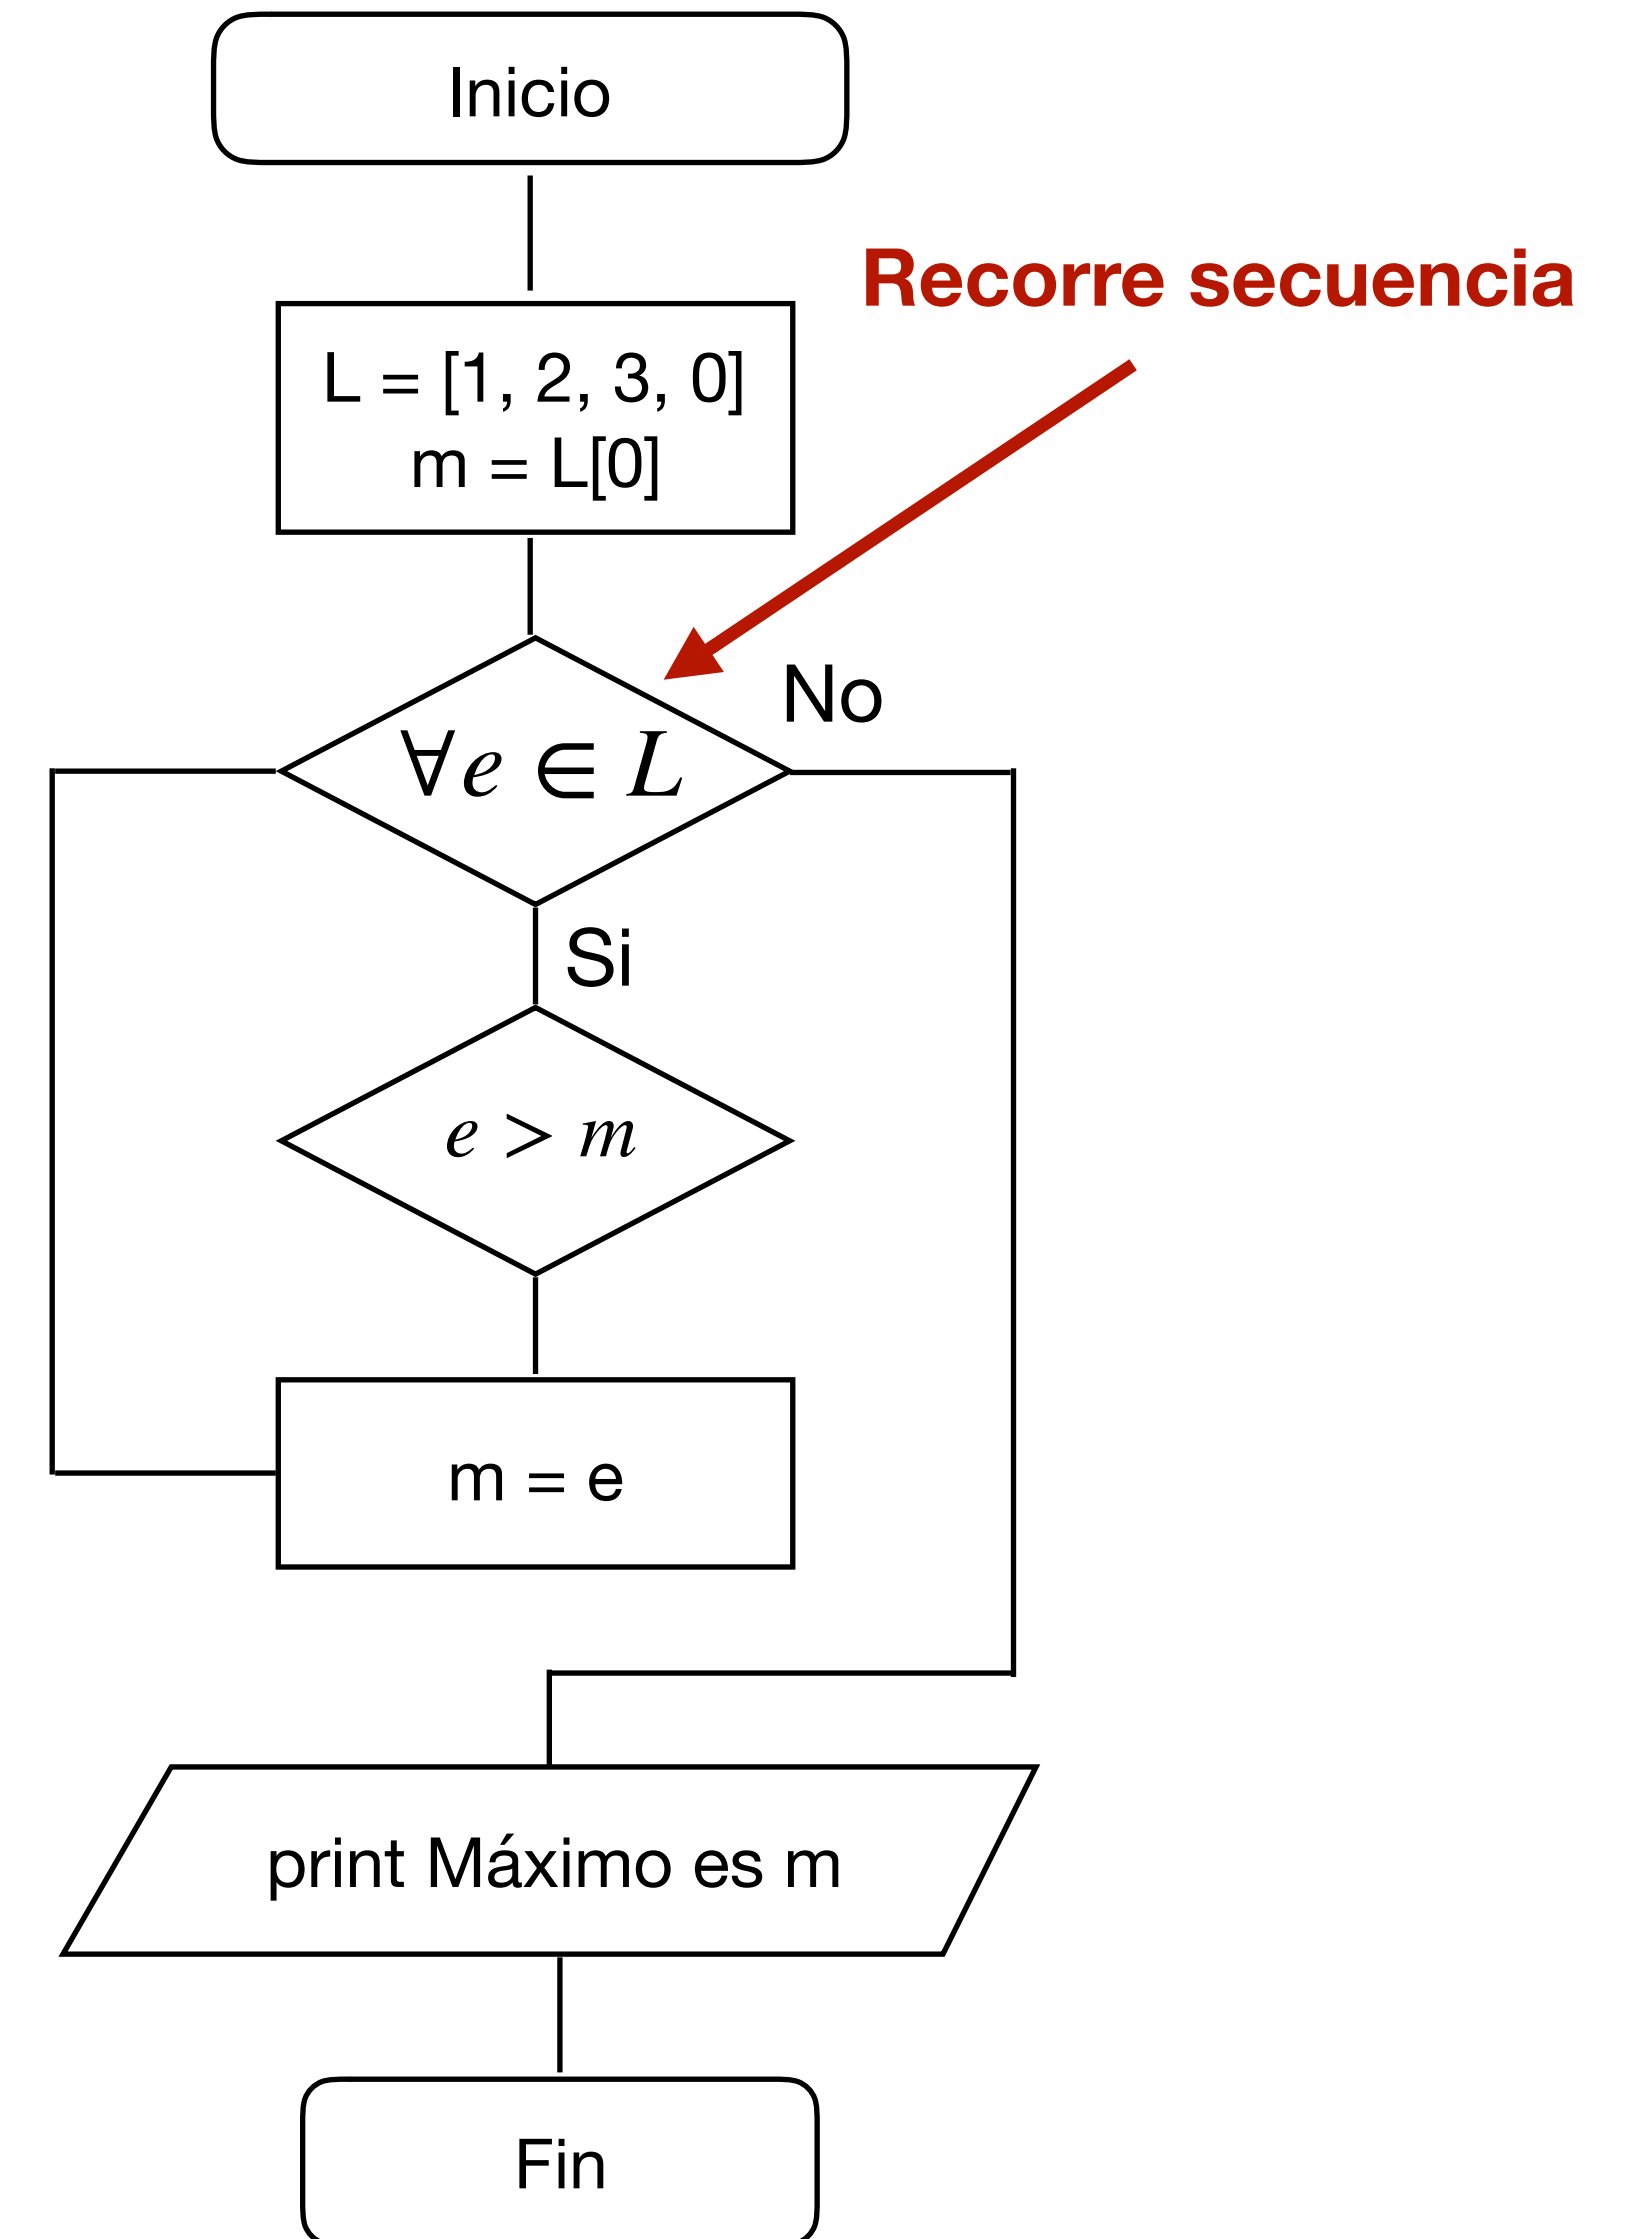 Inicio
Recorre secuencia
L = [1, 2, 3, 0]
m = L[0]
No
∀e ∈ L
Si
e > m
m = e
print Máximo es m
Fin